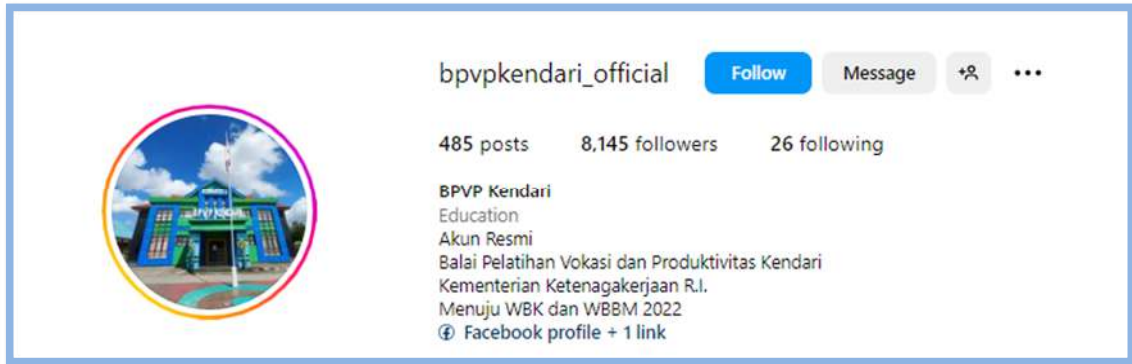 bpvpkendari_official Follow Message
485 posts 8,145 followers 26 following
BPVP Kendari
Education
Akun Resmi
Balai Pelatihan Vokasi dan Produktivitas Kendari
Kementerian Ketenagakerjaan R.I.
Menuju WBK dan WBBM 2022
Facebook profile + 1 link